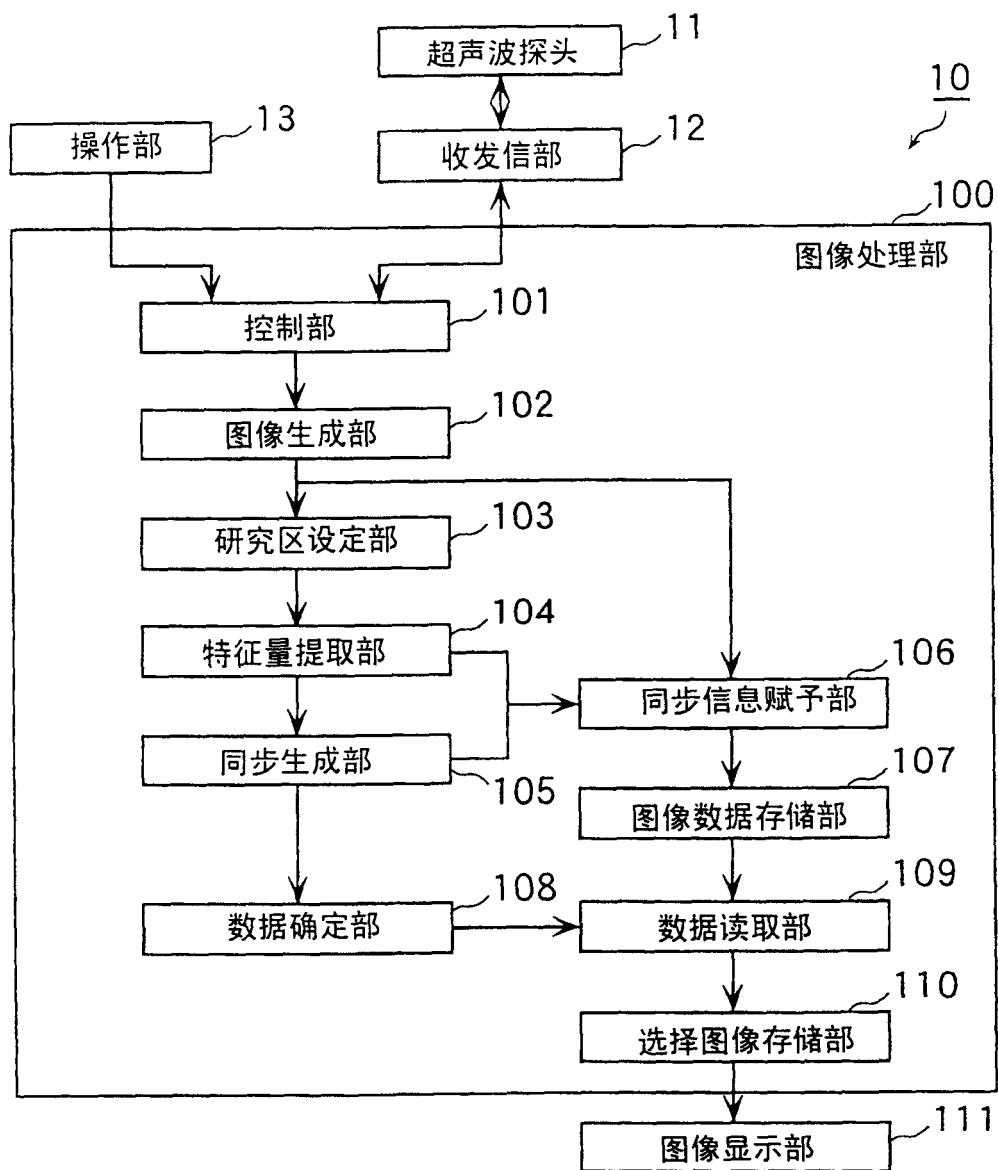 超声波探头
11
10
操作部
13
收发信部
12
100
图像处理部
控制部
101
图像生成部
102
研究区设定部
103
特征量提取部
104
同步信息赋予部
106
同步生成部
105
图像数据存储部
107
数据确定部
108
数据读取部
109
选择图像存储部
110
图像显示部
111